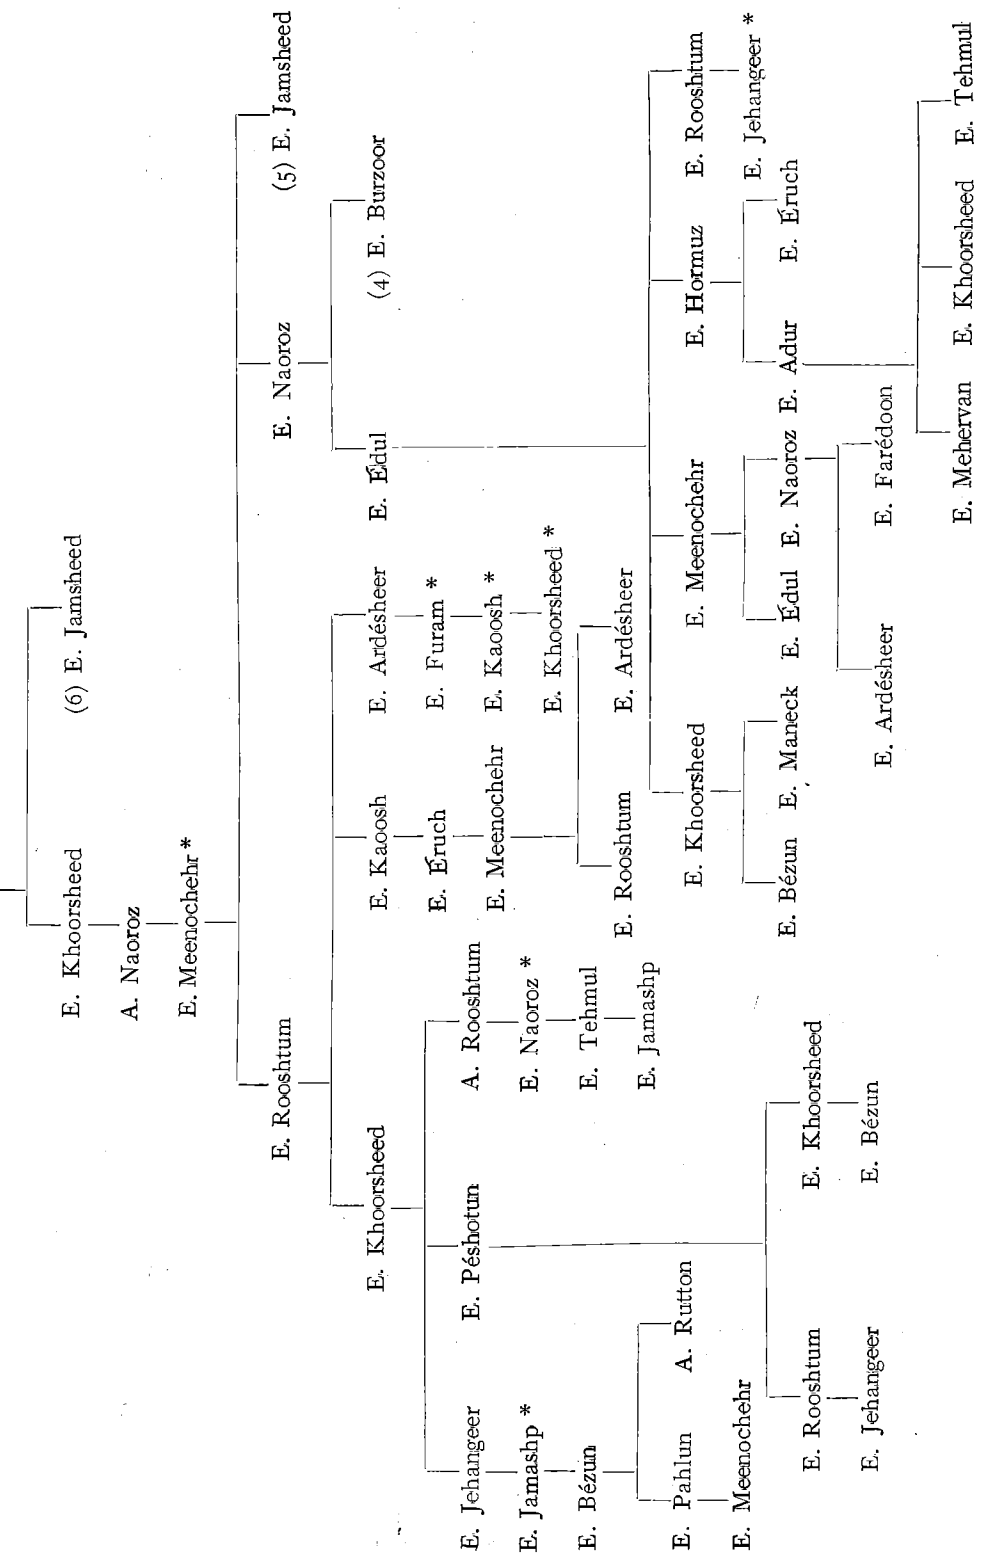 E. Khoorsheed (6) E. Jamsheed
A. Naoroz
E. Meenochehr *
E. Rooshtum E. Naoroz (5) E. Jamsheed
E. Khoorsheed E. Kaoosh E. Ardésheer E. Édul (4) E. Burzoor
E. Éruch E. Furam *
E. Jehangeer E. Péshotun A. Rooshtum
E. Meenochehr E. Kaoosh *
E. Jamashp * E. Naoroz *
E. Khoorsheed *
E. Bézun E. Tehmul
E. Rooshtum E. Ardésheer
E. Jamashp
E. Pahlun A. Rutton
E. Khoorsheed E. Meenochehr E. Hormuz E. Rooshtum
E. Meenochehr
E. Jehangeer *
E. Bézun E. Maneck E. Édul E. Naoroz E. Adur E. Éruch
E. Rooshtum E. Khoorsheed
E. Jehangeer E. Bézun
E. Ardésheer E. Farédoon
E. Mehervan E. Khoorsheed E. Tehmul